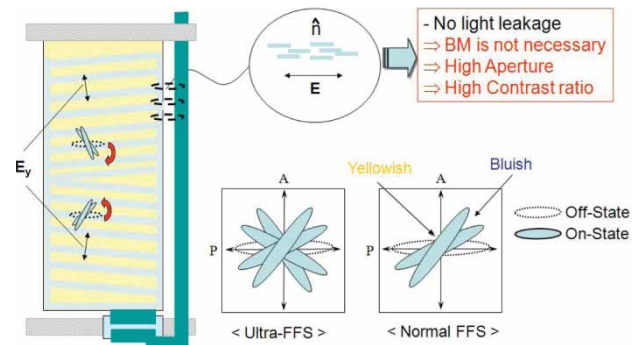 n̂
E
- No light leakage
⇒ BM is not necessary
⇒ High Aperture
⇒ High Contrast ratio
Ey
Yellowish
Bluish
A
A
P
P
Off-State
On-State
< Ultra-FFS >
< Normal FFS >